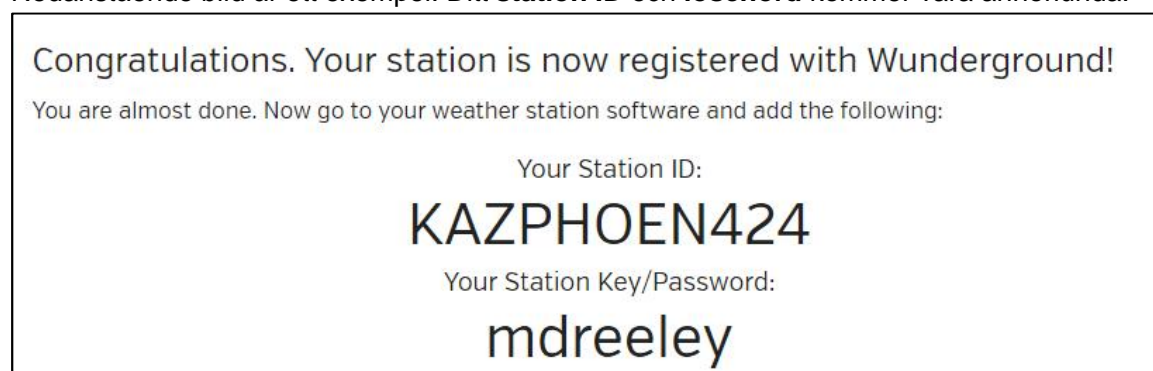 Congratulations. Your station is now registered with Wunderground!
You are almost done. Now go to your weather station software and add the following:
Your Station ID:
KAZPHOEN424
Your Station Key/Password:
mdreeley